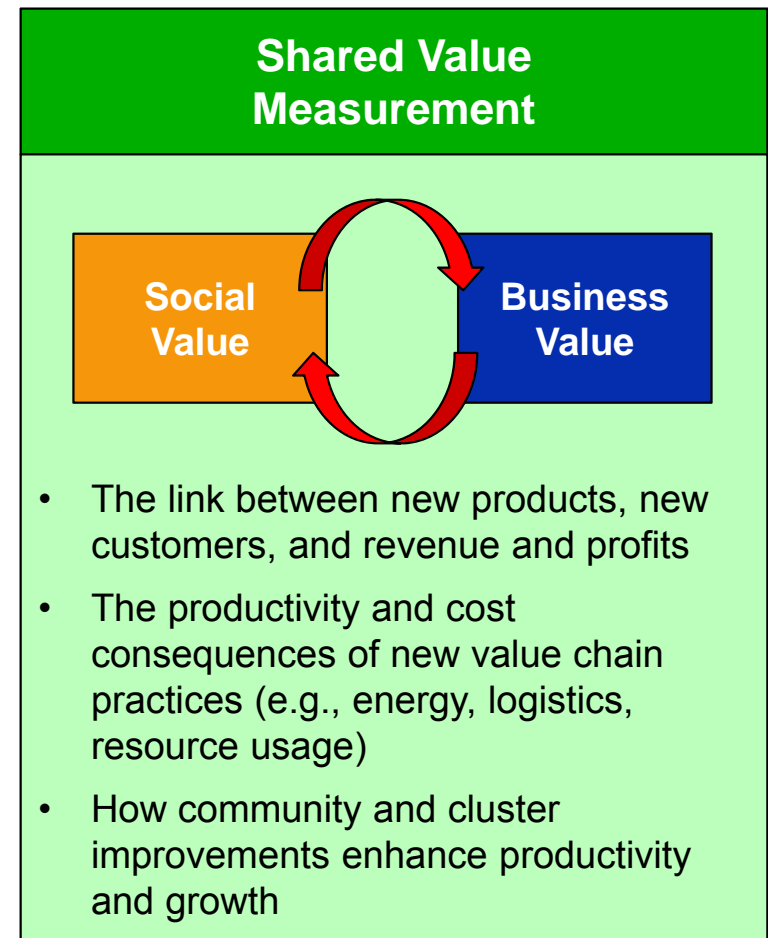 Shared Value
Measurement
Social
Value
Business
Value
• The link between new products, new
customers, and revenue and profits
• The productivity and cost
consequences of new value chain
practices (e.g., energy, logistics,
resource usage)
• How community and cluster
improvements enhance productivity
and growth